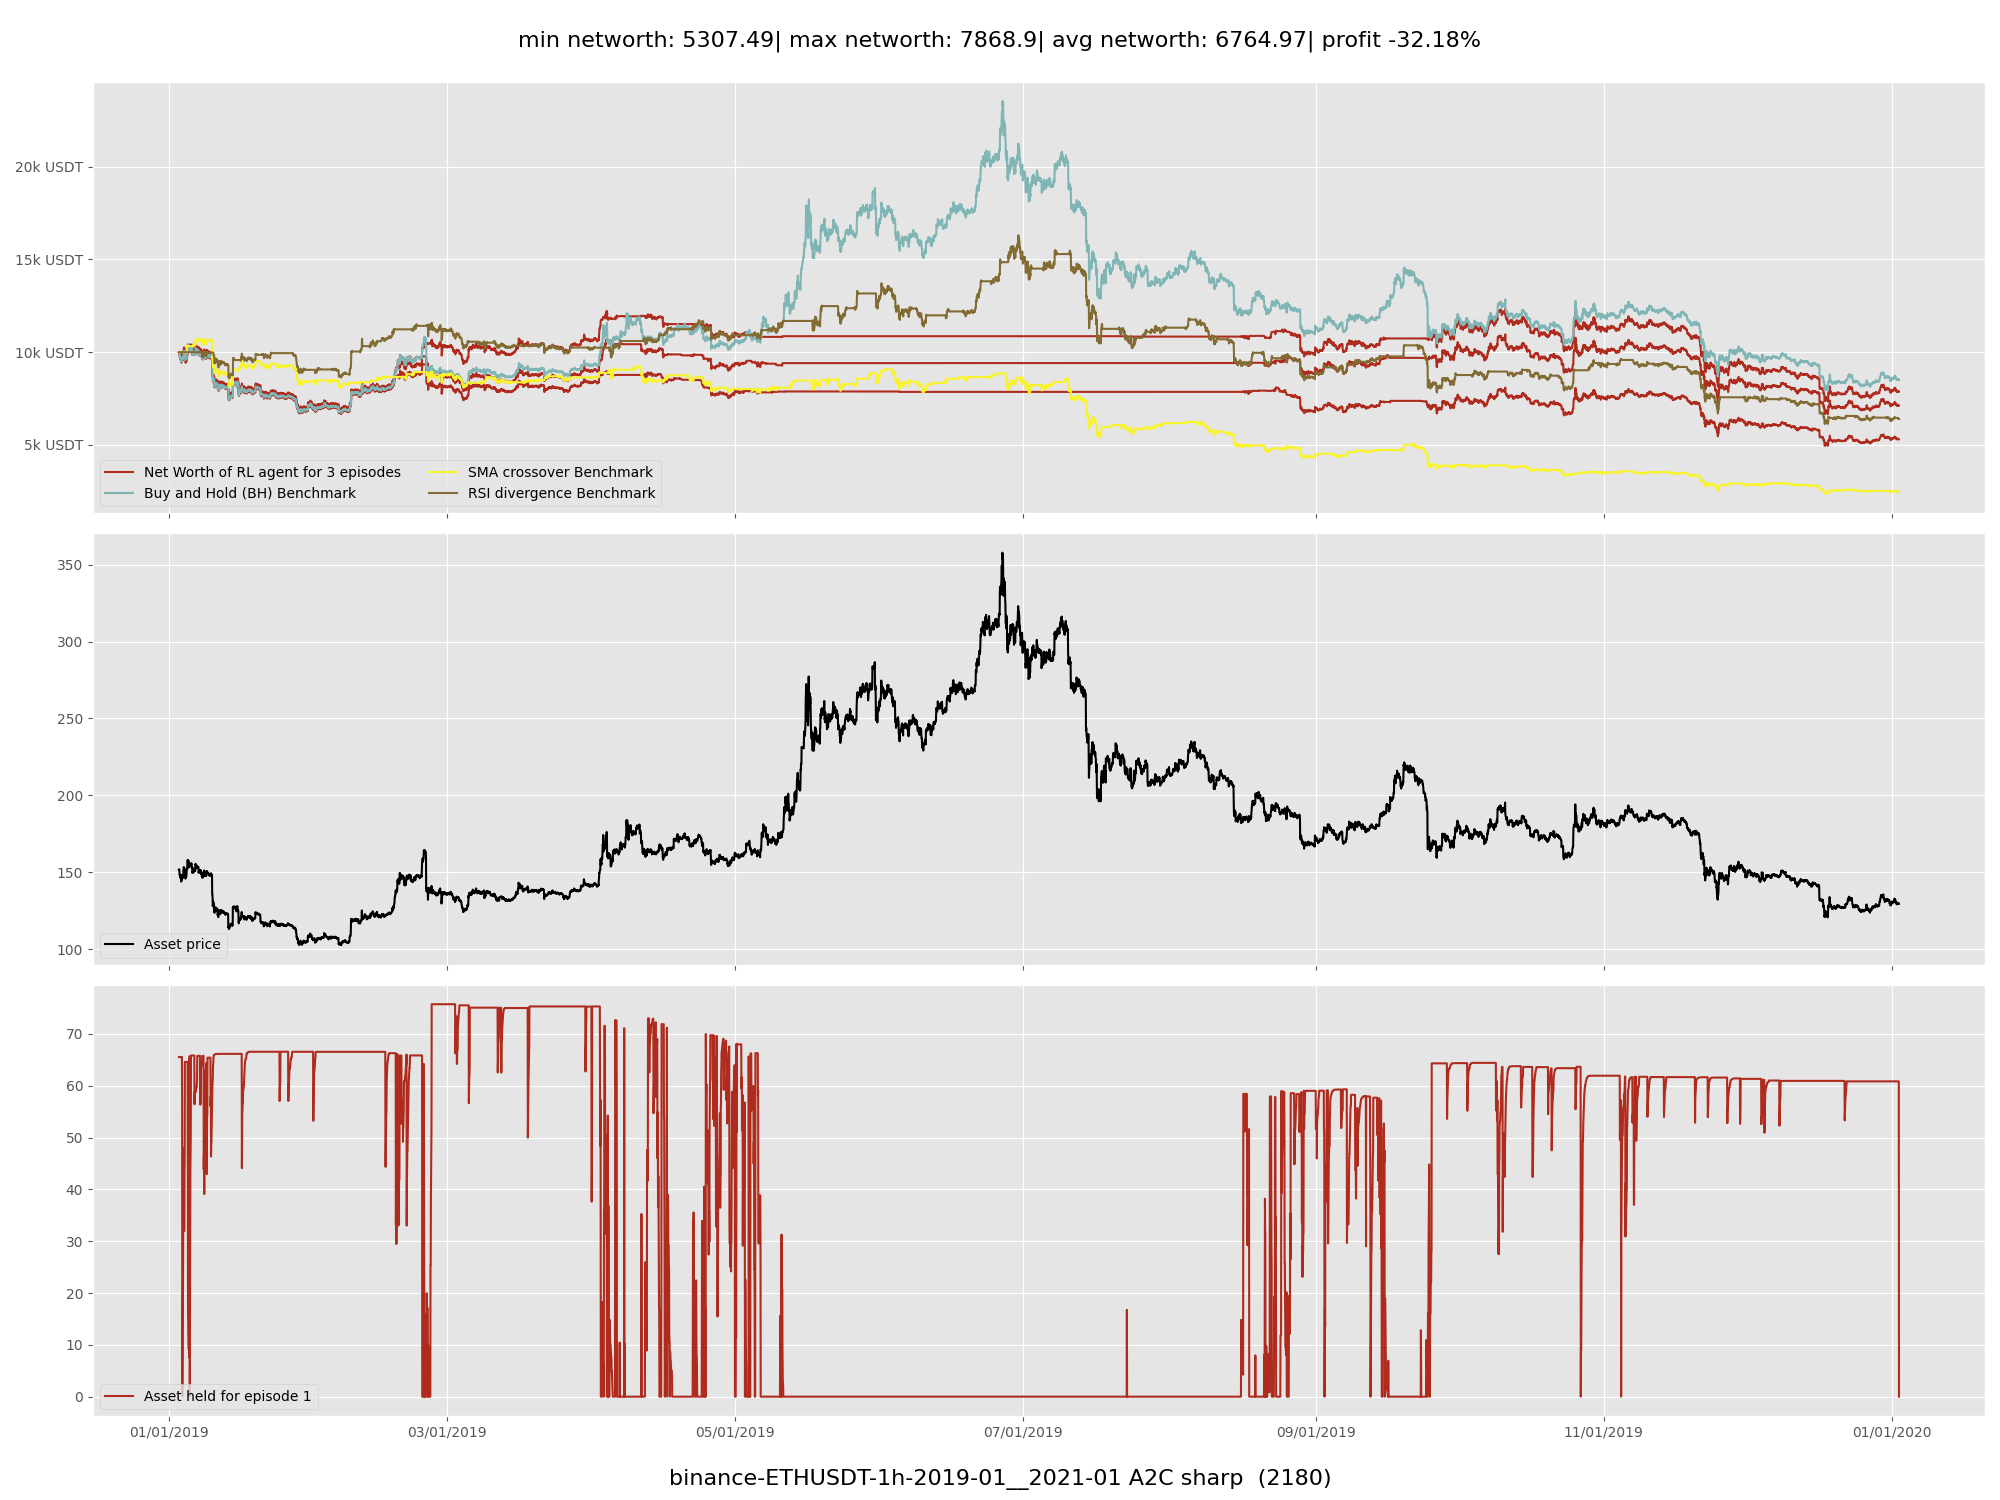 min networth: 5307.49| max networth: 7868.9| avg networth: 6764.97| profit -32.18%
20k USDT
15k USDT
10k USDT
5k USDT
Net Worth of RL agent for 3 episodes
Buy and Hold (BH) Benchmark
SMA crossover Benchmark
RSI divergence Benchmark
350
300
250
200
150
100
Asset price
70
60
50
40
30
20
10
0
Asset held for episode 1
01/01/2019 03/01/2019 05/01/2019 07/01/2019 09/01/2019 11/01/2019 01/01/2020
binance-ETHUSDT-1h-2019-01__2021-01 A2C sharp (2180)